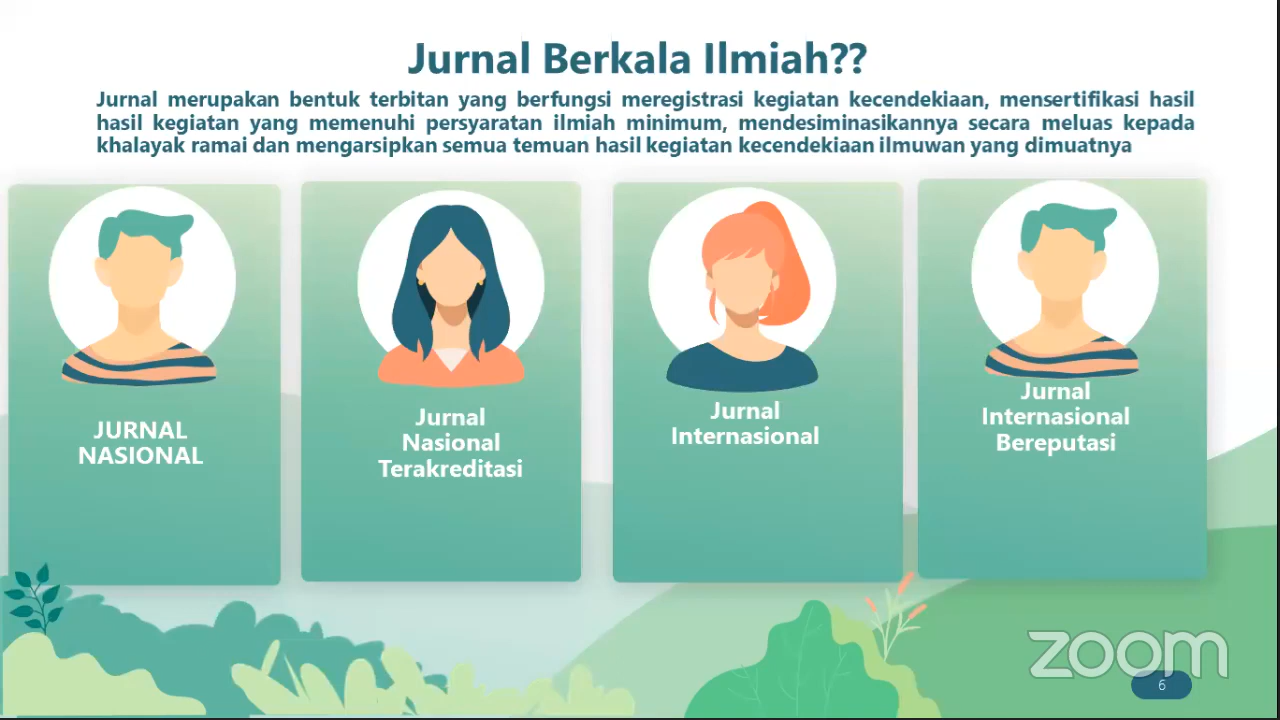 Jurnal Berkala Ilmiah??
Jurnal merupakan bentuk terbitan yang berfungsi meregistrasi kegiatan kecendekiaan, mensertifikasi hasil
hasil kegiatan yang memenuhi persyaratan ilmiah minimum, mendesiminasikannya secara meluas kepada
khalayak ramai dan mengarsipkan semua temuan hasil kegiatan kecendekiaan ilmuwan yang dimuatnya
JURNAL
NASIONAL
Jurnal
Nasional
Terakreditasi
Jurnal
Internasional
Jurnal
Internasional
Bereputasi
zoom
6